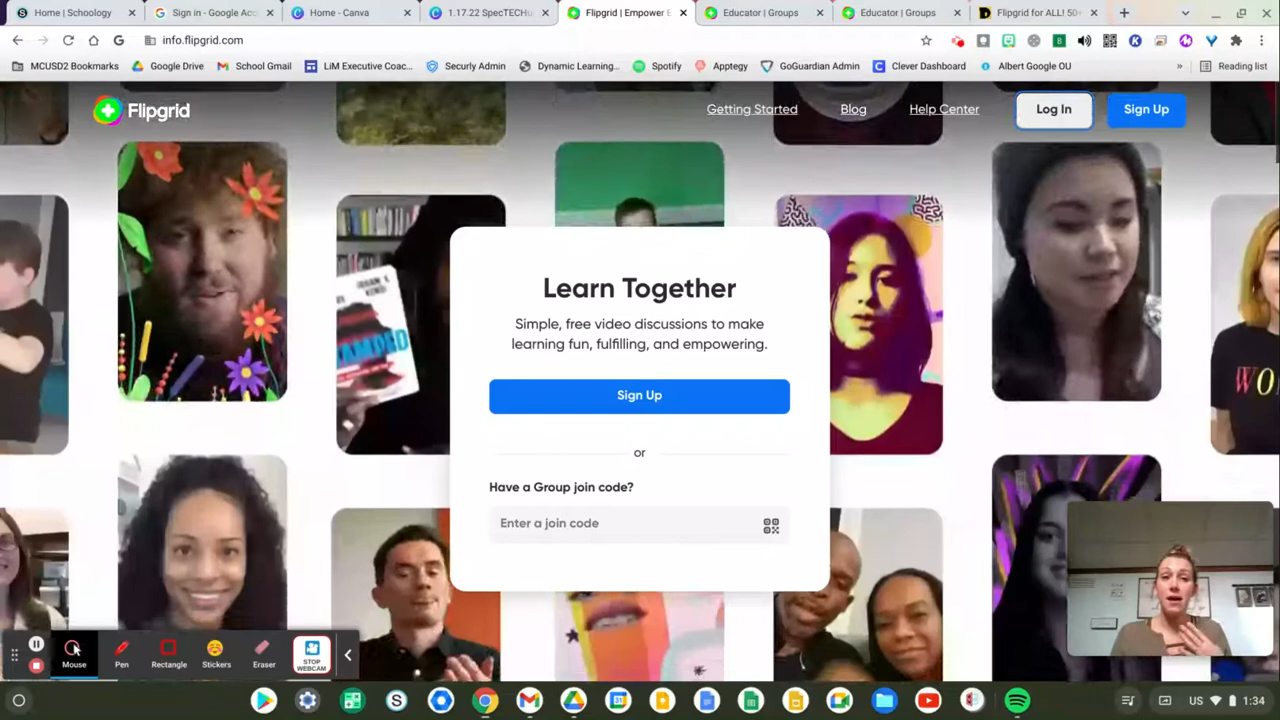 Home | Schoology
Sign in - Google Acc
Home - Canva
1.17.22 SpecTECHu
Flipgrid | Empower E
Educator | Groups
Educator | Groups
Flipgrid for ALL! 50+
info.flipgrid.com
MCUSD2 Bookmarks
Google Drive
School Gmail
LiM Executive Coac...
Securly Admin
Dynamic Learning...
Spotify
Apptegy
GoGuardian Admin
Clever Dashboard
Albert Google OU
»
Reading list
Flipgrid
Getting Started
Blog
Help Center
Log In
Sign Up
Learn Together
Simple, free video discussions to make
learning fun, fulfilling, and empowering.
Sign Up
or
Have a Group join code?
Enter a join code
IBRAM X.
KENDI
WO
Mouse
Pen
Rectangle
Stickers
Eraser
STOP
WEBCAM
US
1:34